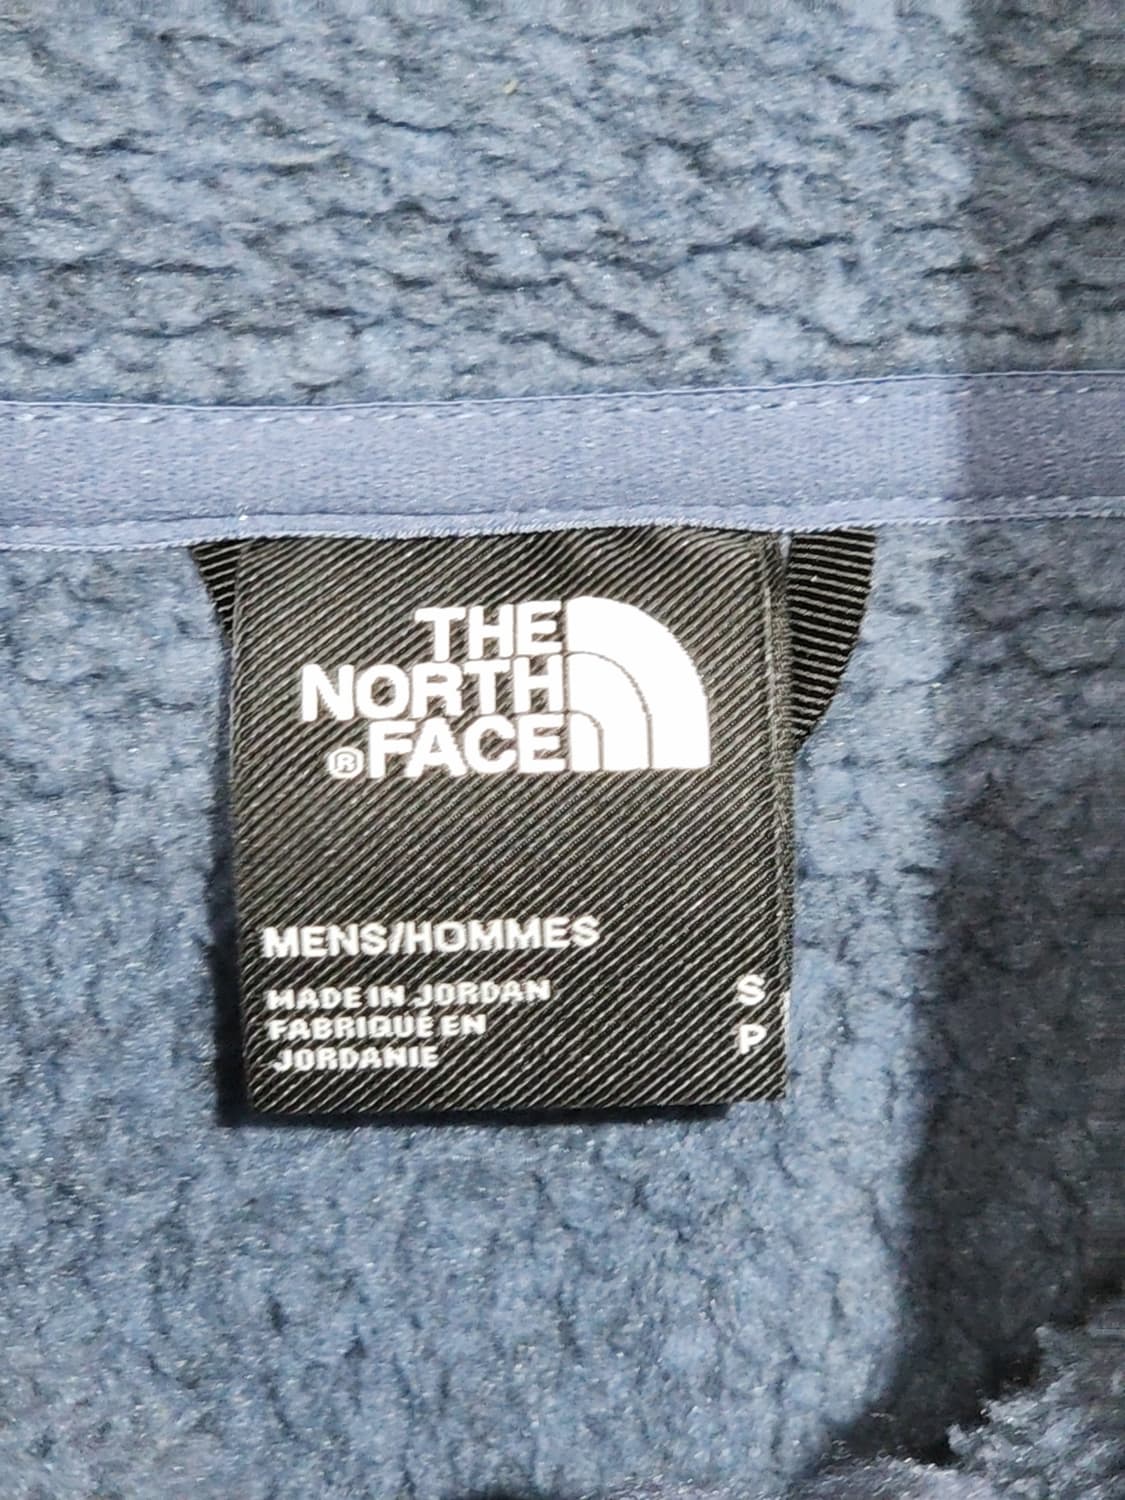 THE
NORTH
®FACE
MENS/HOMMES
MADE IN JORDAN
FABRIQUÉ EN
JORDANIE
S
P